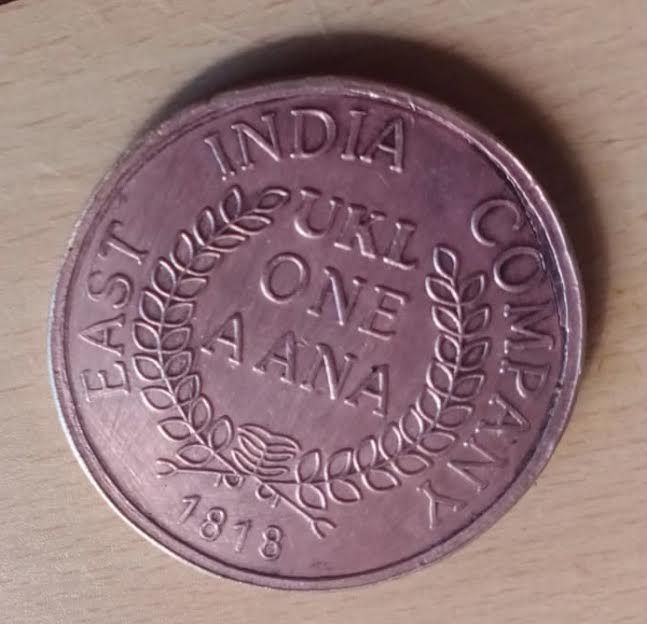 EAST INDIA COMPANY
UKL
ONE
AANA
1818